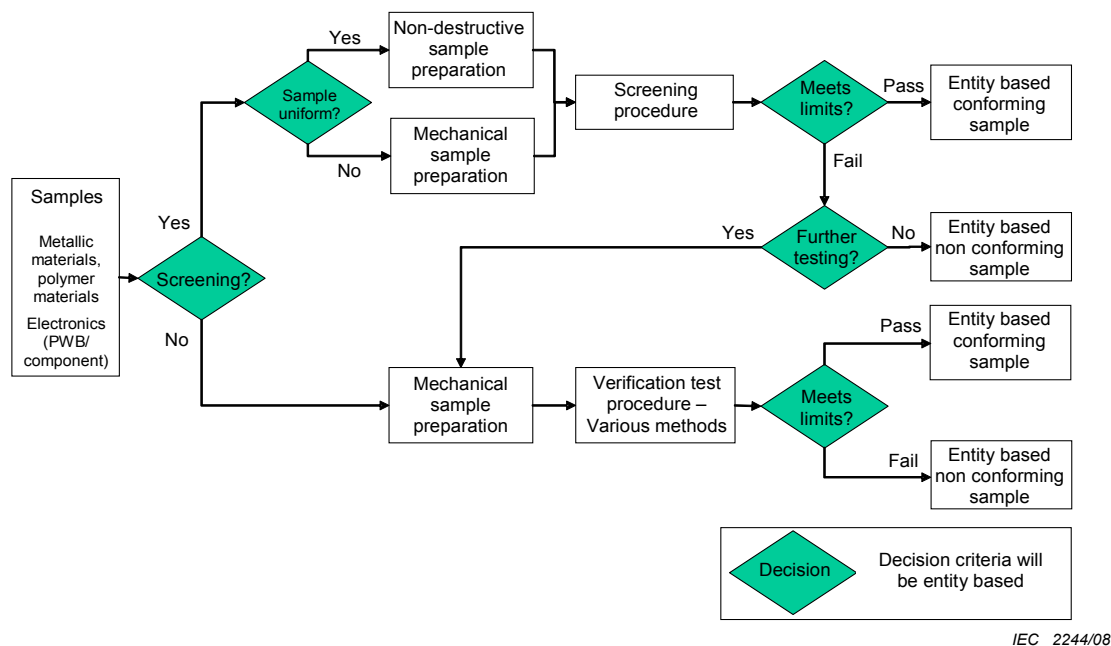 Yes
Non-destructive
sample
preparation
Sample
uniform?
No
Mechanical
sample
preparation
Screening
procedure
Meets
limits?
Pass
Entity based
conforming
sample
Fail
Samples
Metallic
materials,
polymer
materials
Electronics
(PWB/
component)
Yes
Screening?
No
Yes
Further
testing?
No
Entity based
non conforming
sample
Mechanical
sample
preparation
Verification test
procedure –
Various methods
Meets
limits?
Pass
Entity based
conforming
sample
Fail
Entity based
non conforming
sample
Decision
Decision criteria will
be entity based
IEC 2244/08